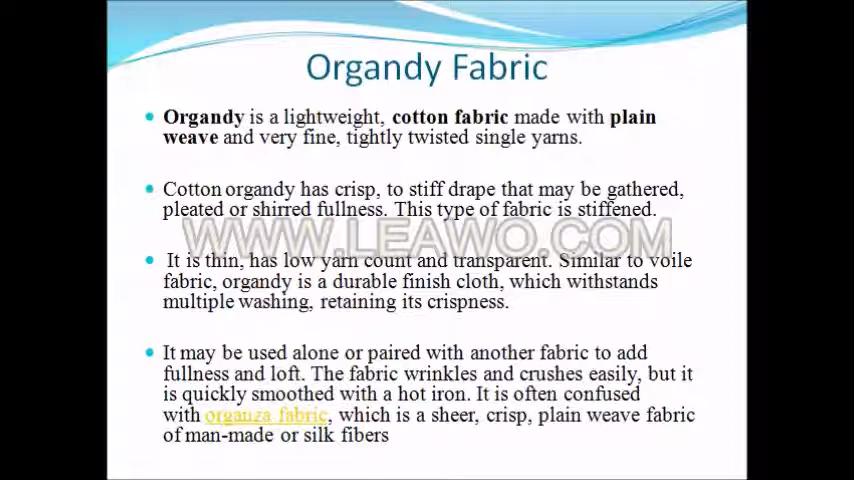 Organdy Fabric
Organdy is a lightweight, cotton fabric made with plain
weave and very fine, tightly twisted single yarns.
Cotton organdy has crisp, to stiff drape that may be gathered,
pleated or shirred fullness. This type of fabric is stiffened.
WWW.LEAWO.COM
It is thin, has low yarn count and transparent. Similar to voile
fabric, organdy is a durable finish cloth, which withstands
multiple washing, retaining its crispness.
It may be used alone or paired with another fabric to add
fullness and loft. The fabric wrinkles and crushes easily, but it
is quickly smoothed with a hot iron. It is often confused
with organza fabric, which is a sheer, crisp, plain weave fabric
of man-made or silk fibers